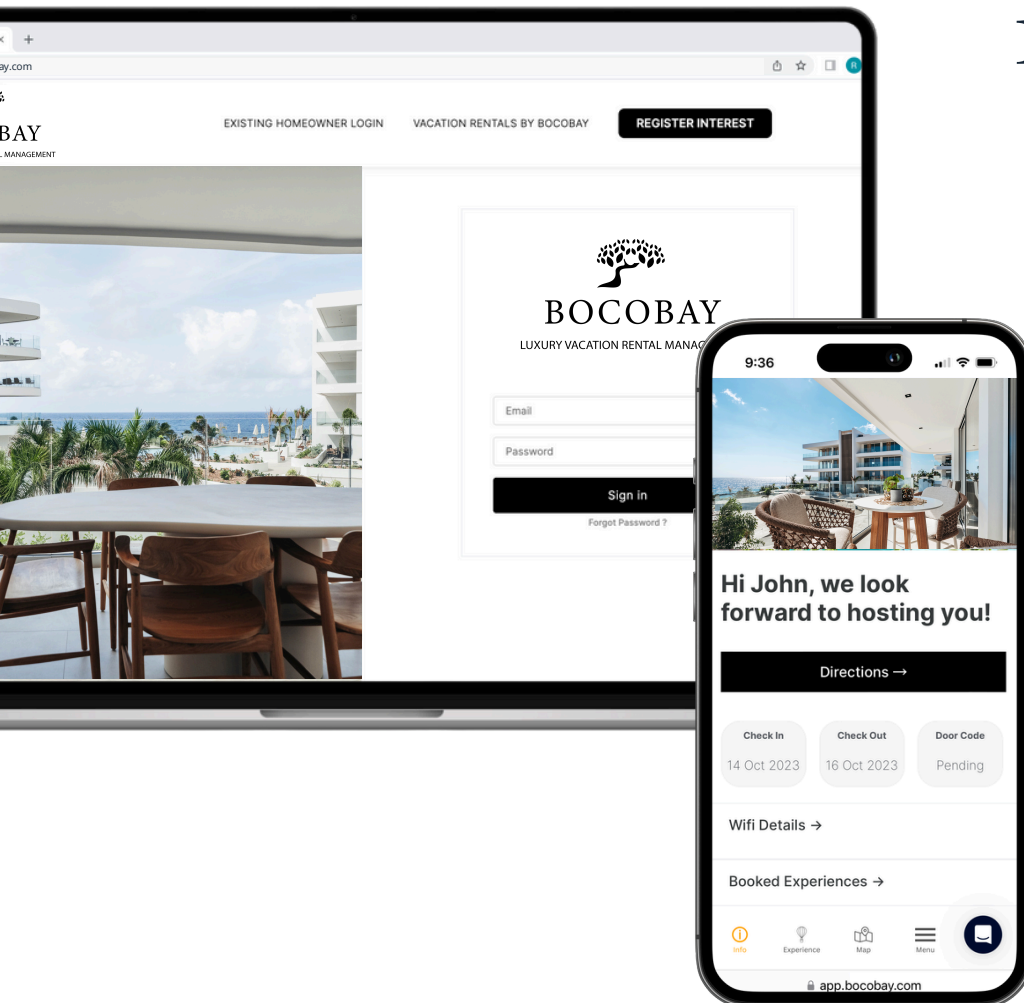 ay.com
R
BAY
L MANAGEMENT
EXISTING HOMEOWNER LOGIN
VACATION RENTALS BY BOCOBAY
REGISTER INTEREST
BOCOBAY
LUXURY VACATION RENTAL MANAG
Email
Password
Sign in
Forgot Password ?
9:36
Hi John, we look
forward to hosting you!
Directions →
Check In
14 Oct 2023
Check Out
16 Oct 2023
Door Code
Pending
Wifi Details →
Booked Experiences →
Info
Experience
Map
Menu
app.bocobay.com